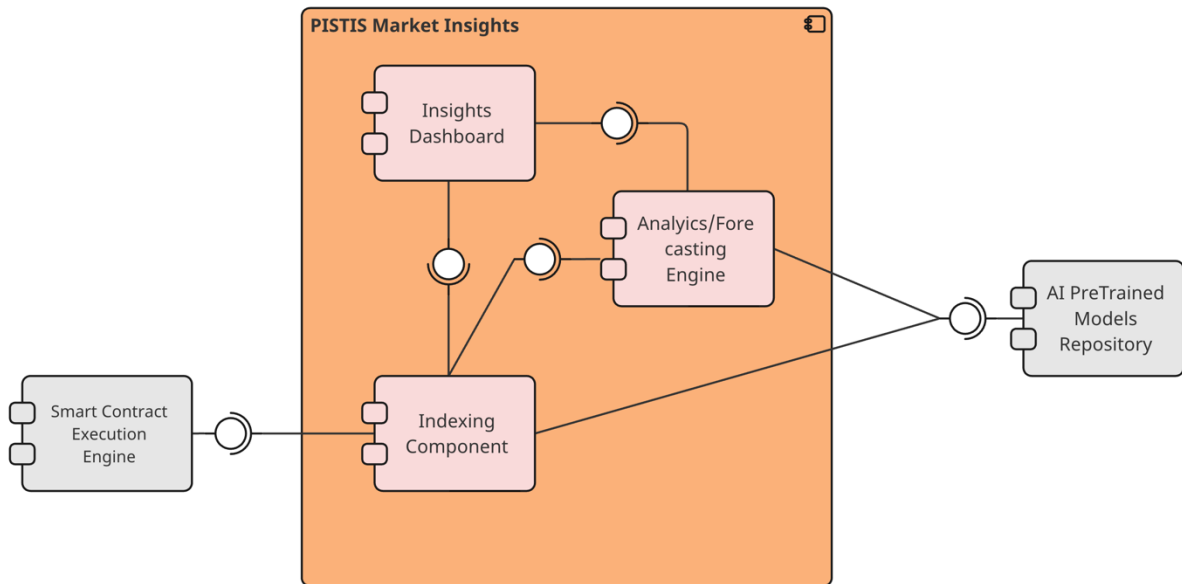 PISTIS Market Insights
Insights
Dashboard
Analyics/Fore
casting
Engine
AI PreTrained
Models
Repository
Smart Contract
Execution
Engine
Indexing
Component